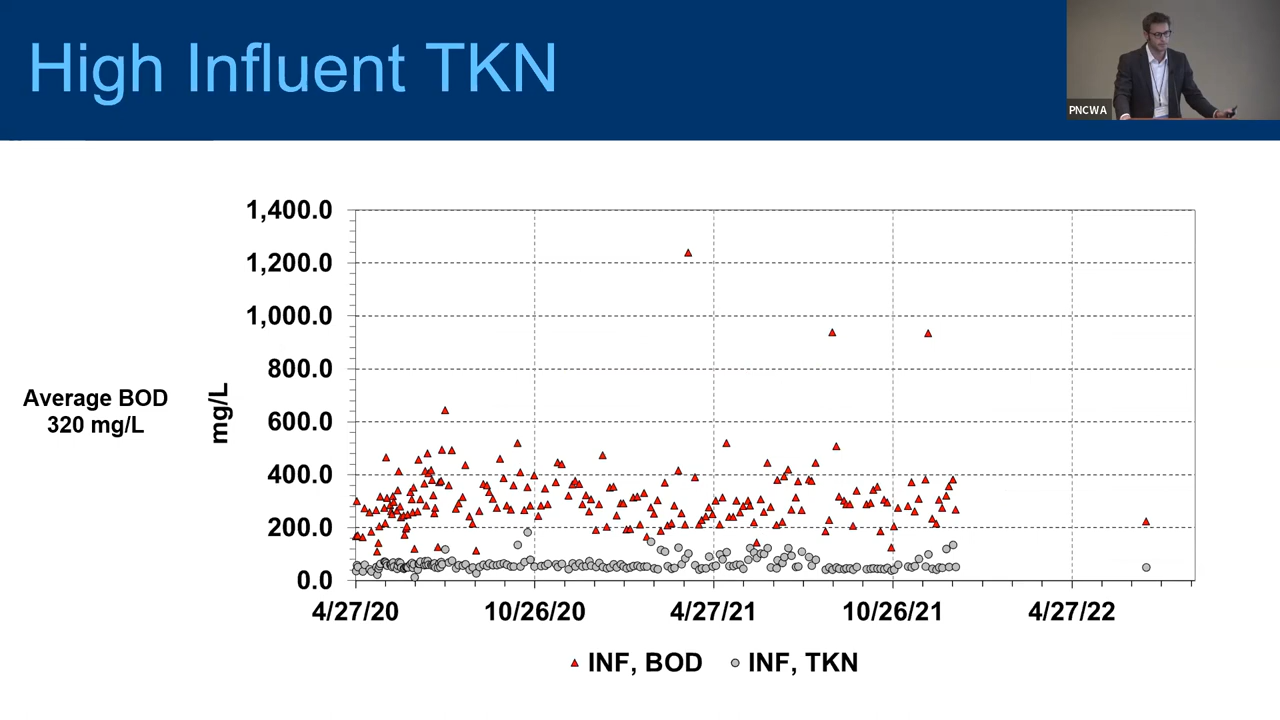 High Influent TKN
PNCWA
1,400.0
1,200.0
1,000.0
800.0
600.0
400.0
200.0
0.0
mg/L
Average BOD
320 mg/L
4/27/20 10/26/20 4/27/21 10/26/21 4/27/22
INF, BOD INF, TKN